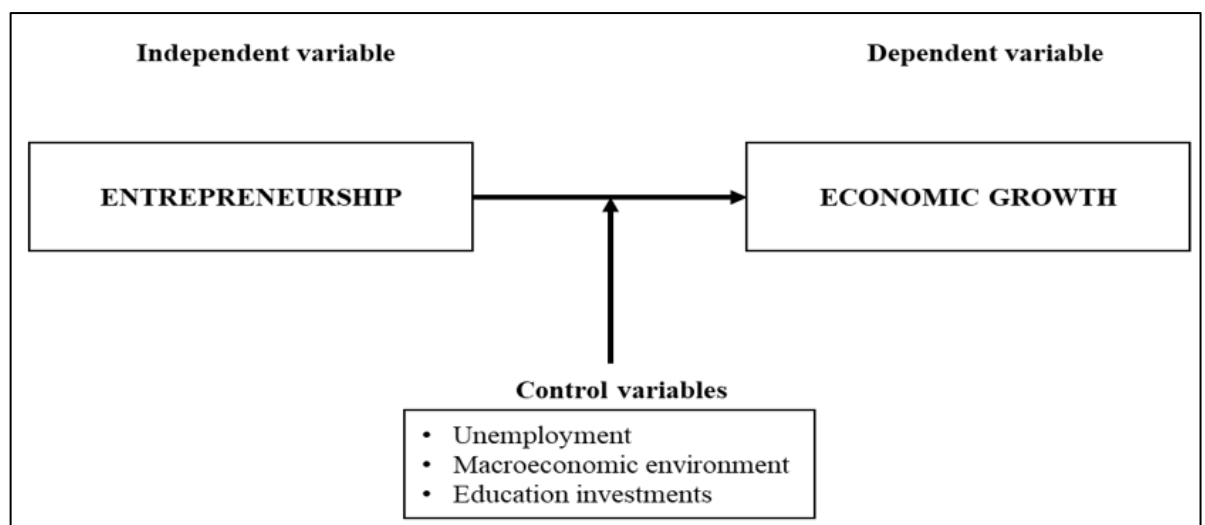 Independent variable
Dependent variable
ENTREPRENEURSHIP
ECONOMIC GROWTH
Control variables
• Unemployment
• Macroeconomic environment
• Education investments